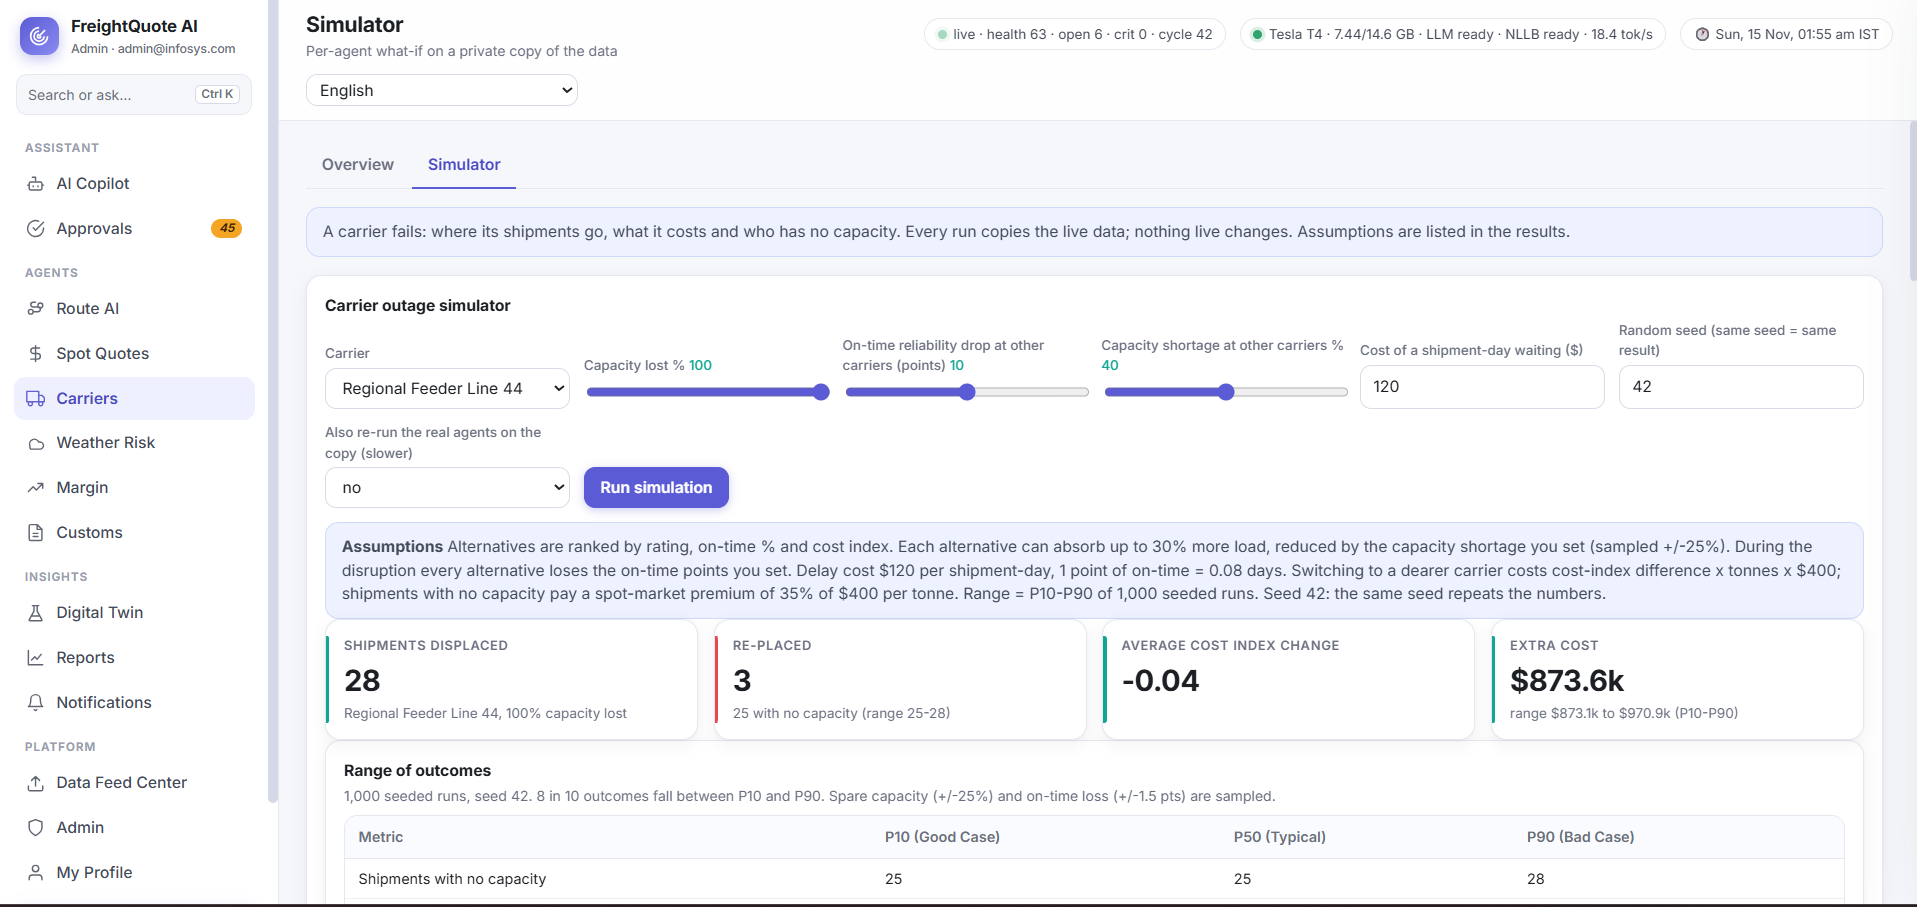 FreightQuote AI
Admin · admin@infosys.com
Search or ask...
Ctrl K
ASSISTANT
AI Copilot
Approvals
45
AGENTS
Route AI
Spot Quotes
Carriers
Weather Risk
Margin
Customs
INSIGHTS
Digital Twin
Reports
Notifications
PLATFORM
Data Feed Center
Admin
My Profile
Simulator
Per-agent what-if on a private copy of the data
live · health 63 · open 6 · crit 0 · cycle 42
Tesla T4 · 7.44/14.6 GB · LLM ready · NLLB ready · 18.4 tok/s
Sun, 15 Nov, 01:55 am IST
English
Overview
Simulator
A carrier fails: where its shipments go, what it costs and who has no capacity. Every run copies the live data; nothing live changes. Assumptions are listed in the results.
Carrier outage simulator
Carrier
Regional Feeder Line 44
Capacity lost % 100
On-time reliability drop at other
carriers (points) 10
Capacity shortage at other carriers %
40
Cost of a shipment-day waiting ($)
120
Random seed (same seed = same
result)
42
Also re-run the real agents on the
copy (slower)
no
Run simulation
Assumptions Alternatives are ranked by rating, on-time % and cost index. Each alternative can absorb up to 30% more load, reduced by the capacity shortage you set (sampled +/-25%). During the
disruption every alternative loses the on-time points you set. Delay cost $120 per shipment-day, 1 point of on-time = 0.08 days. Switching to a dearer carrier costs cost-index difference x tonnes x $400;
shipments with no capacity pay a spot-market premium of 35% of $400 per tonne. Range = P10-P90 of 1,000 seeded runs. Seed 42: the same seed repeats the numbers.
SHIPMENTS DISPLACED
28
Regional Feeder Line 44, 100% capacity lost
RE-PLACED
3
25 with no capacity (range 25-28)
AVERAGE COST INDEX CHANGE
-0.04
EXTRA COST
$873.6k
range $873.1k to $970.9k (P10-P90)
Range of outcomes
1,000 seeded runs, seed 42. 8 in 10 outcomes fall between P10 and P90. Spare capacity (+/-25%) and on-time loss (+/-1.5 pts) are sampled.
Metric
P10 (Good Case)
P50 (Typical)
P90 (Bad Case)
Shipments with no capacity
25
25
28